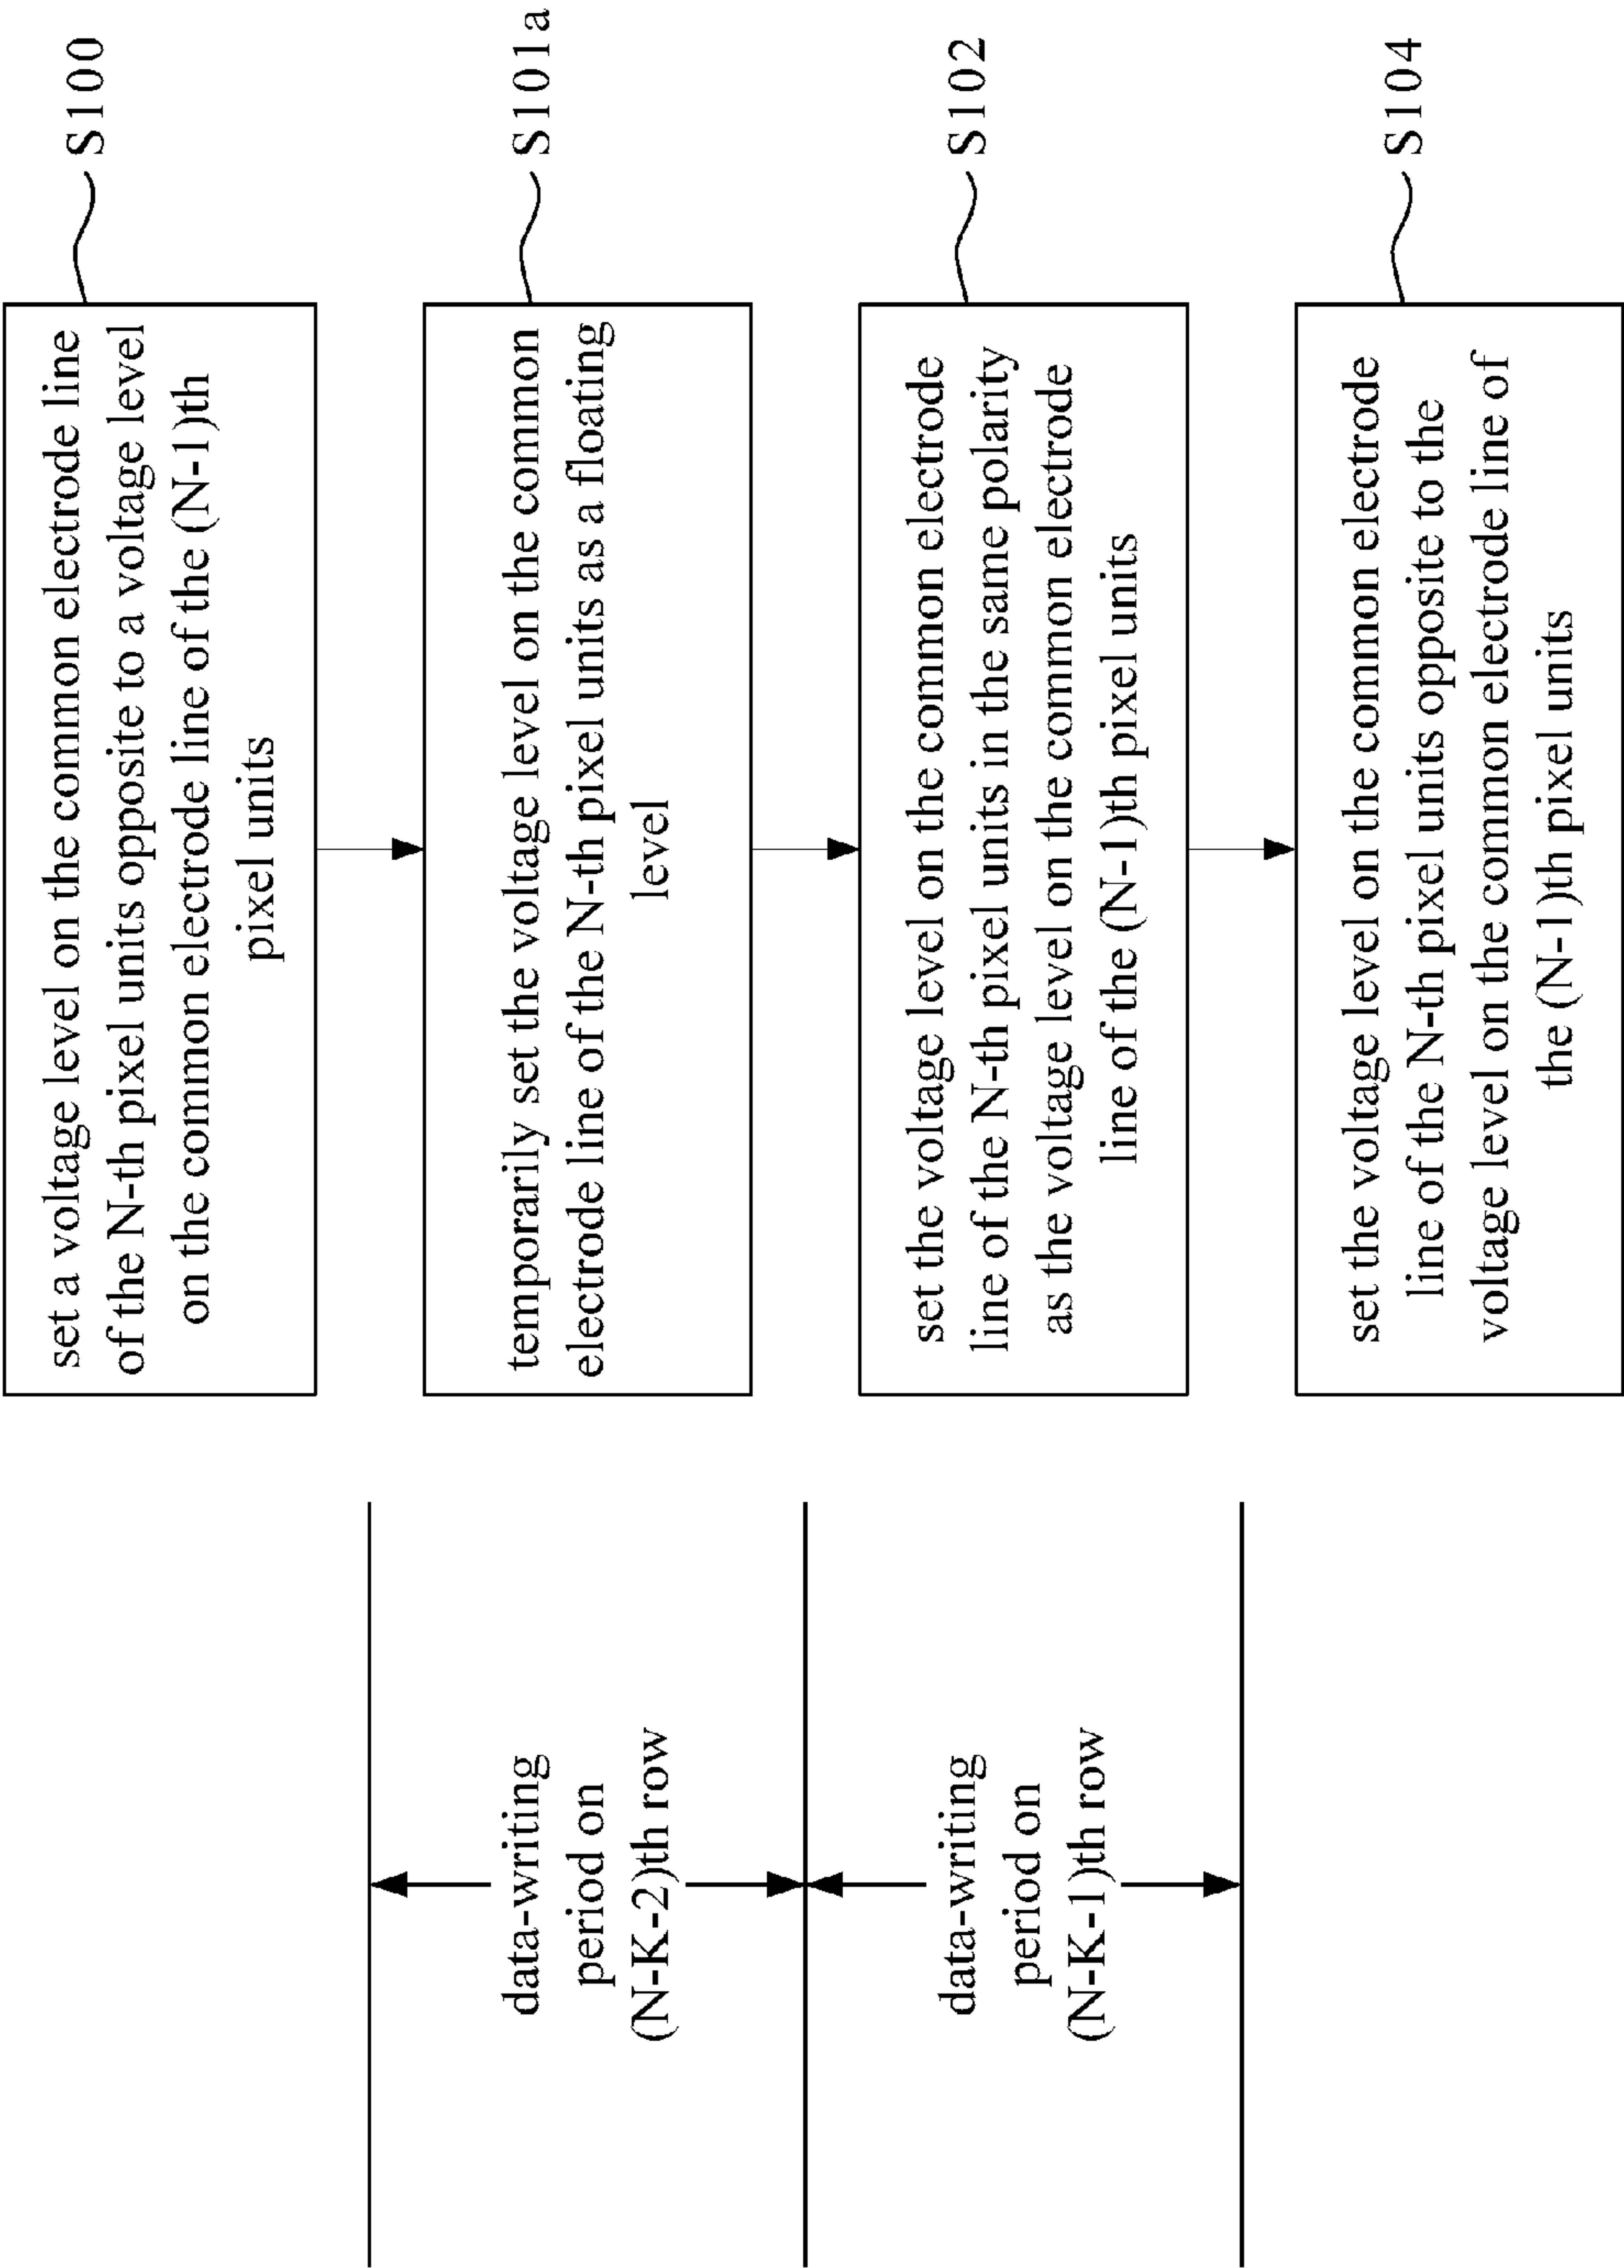 set a voltage level on the common electrode line
of the N-th pixel units opposite to a voltage level
on the common electrode line of the (N-1)th
pixel units
S100
data-writing
period on
(N-K-2)th row
temporarily set the voltage level on the common
electrode line of the N-th pixel units as a floating
level
S101a
data-writing
period on
(N-K-1)th row
set the voltage level on the common electrode
line of the N-th pixel units in the same polarity
as the voltage level on the common electrode
line of the (N-1)th pixel units
S102
set the voltage level on the common electrode
line of the N-th pixel units opposite to the
voltage level on the common electrode line of
the (N-1)th pixel units
S104